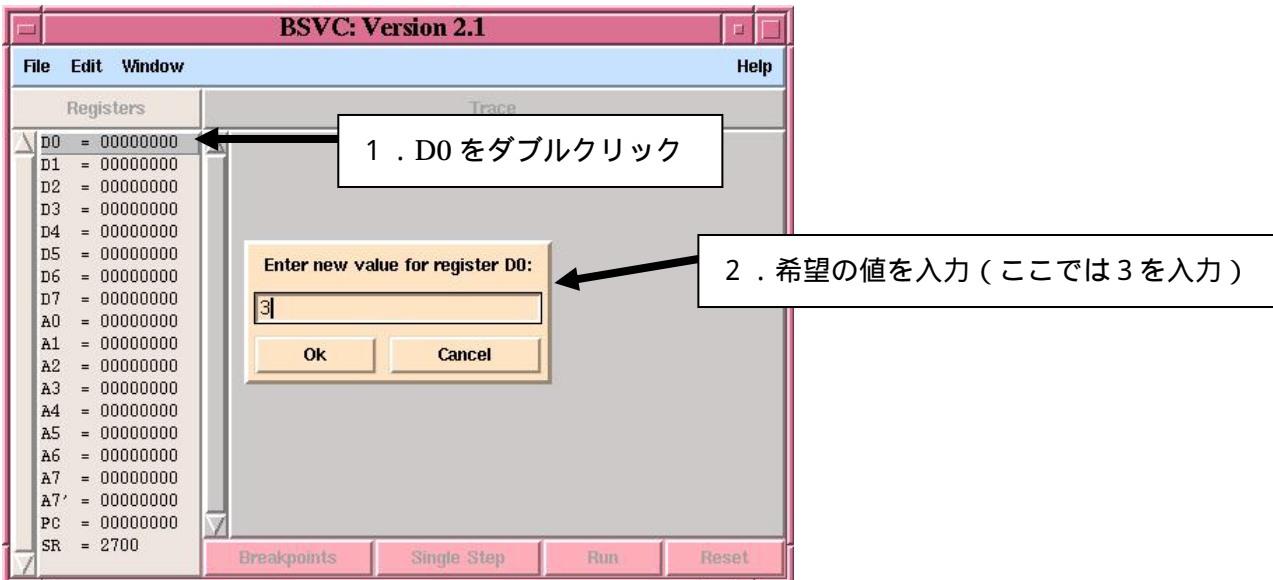 BSVC: Version 2.1
File Edit Window Help
Registers Trace
D0 = 00000000
D1 = 00000000
D2 = 00000000
D3 = 00000000
D4 = 00000000
D5 = 00000000
D6 = 00000000
D7 = 00000000
A0 = 00000000
A1 = 00000000
A2 = 00000000
A3 = 00000000
A4 = 00000000
A5 = 00000000
A6 = 00000000
A7 = 00000000
A7' = 00000000
PC = 00000000
SR = 2700
1．D0 をダブルクリック
Enter new value for register D0:
3
Ok Cancel
2．希望の値を入力（ここでは3を入力）
Breakpoints Single Step Run Reset